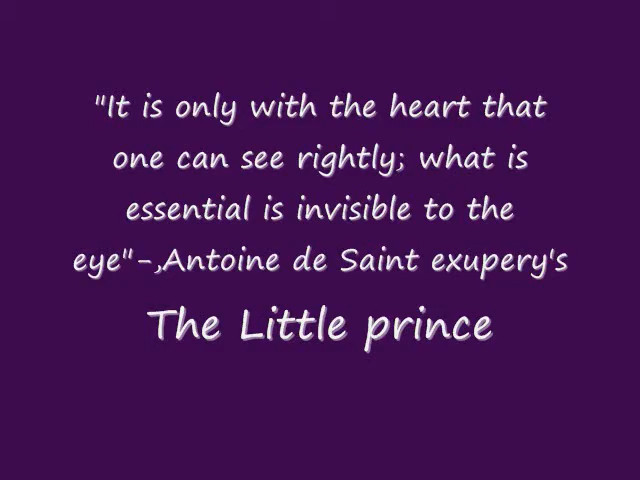 "It is only with the heart that
one can see rightly; what is
essential is invisible to the
eye"-,Antoine de Saint exupery's
The Little prince